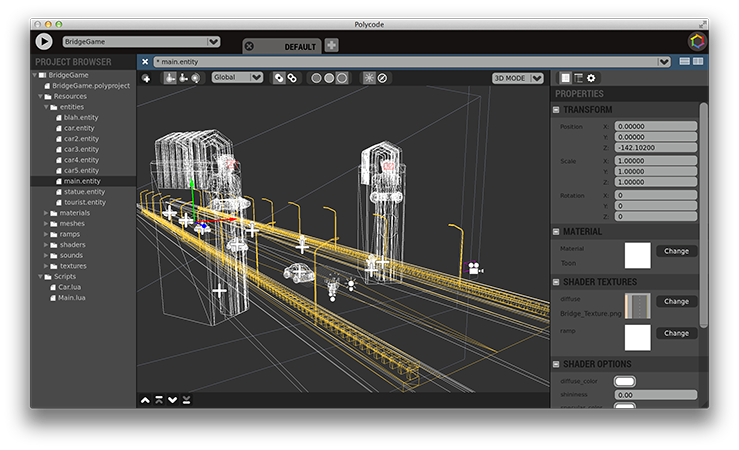 Polycode
BridgeGame
DEFAULT
PROJECT BROWSER
* main.entity
BridgeGame
BridgeGame.polyproject
Resources
entities
blah.entity
car.entity
car2.entity
car3.entity
car4.entity
car5.entity
main.entity
statue.entity
tourist.entity
materials
meshes
ramps
shaders
sounds
textures
Scripts
Car.lua
Main.lua
Global
3D MODE
PROPERTIES
TRANSFORM
Position X: 0.00000
Y: 0.00000
Z: -142.10200
Scale X: 1.00000
Y: 1.00000
Z: 1.00000
Rotation X: 0
Y: 0
Z: 0
MATERIAL
Material
Toon
Change
SHADER TEXTURES
diffuse
Bridge_Texture.png
Change
ramp
Change
SHADER OPTIONS
diffuse_color
shininess 0.00